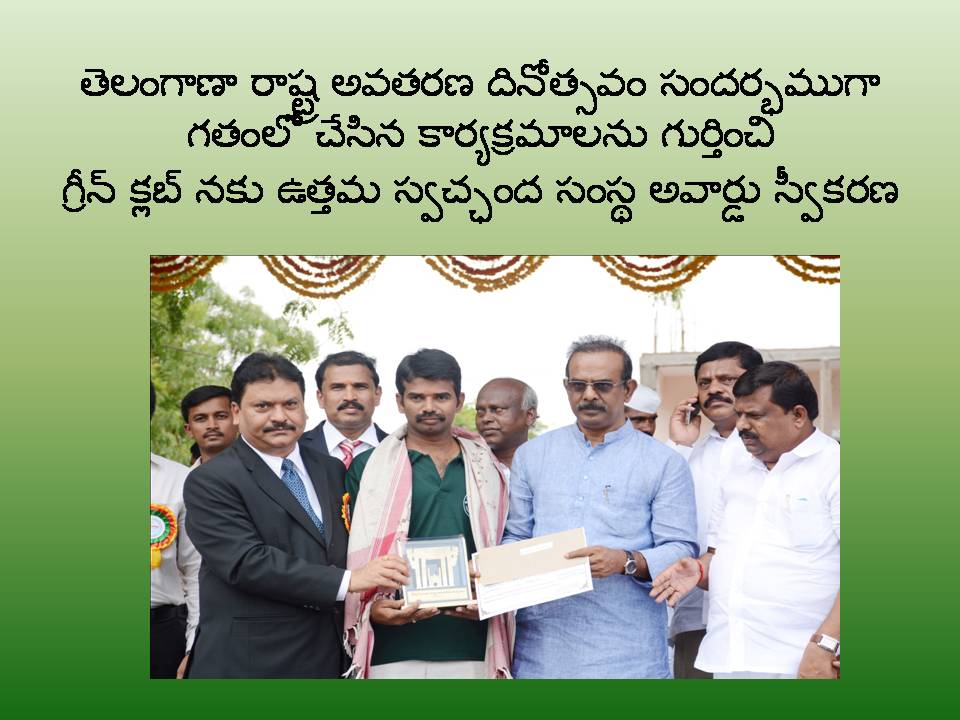 తెలంగాణా రాష్ట్ర అవతరణ దినోత్సవం సందర్భముగా
గతంలో చేసిన కార్యక్రమాలను గుర్తించి
గ్రీన్ క్లబ్ నకు ఉత్తమ స్వచ్ఛంద సంస్థ అవార్డు స్వీకరణ